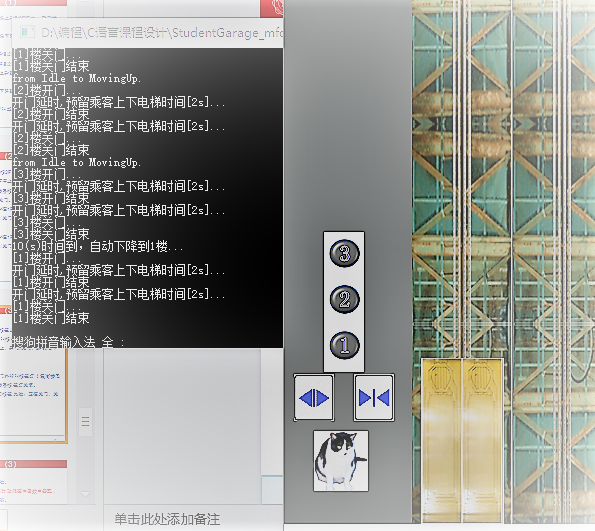 D:\编程\C语言课程设计\StudentGarage_mfc
[1]楼关门...
[1]楼关门结束
from Idle to MovingUp.
[2]楼开门...
开门延时,预留乘客上下电梯时间[2s]...
[2]楼开门结束
开门延时,预留乘客上下电梯时间[2s]...
[2]楼关门...
[2]楼关门结束
from Idle to MovingUp.
[3]楼开门...
开门延时,预留乘客上下电梯时间[2s]...
[3]楼开门结束
开门延时,预留乘客上下电梯时间[2s]...
[3]楼关门...
[3]楼关门结束
10(s)时间到，自动下降到1楼...
[1]楼开门...
开门延时,预留乘客上下电梯时间[2s]...
[1]楼开门结束
开门延时,预留乘客上下电梯时间[2s]...
[1]楼关门...
[1]楼关门结束
搜狗拼音输入法 全 :
3
2
1
(3)
单击此处添加备注